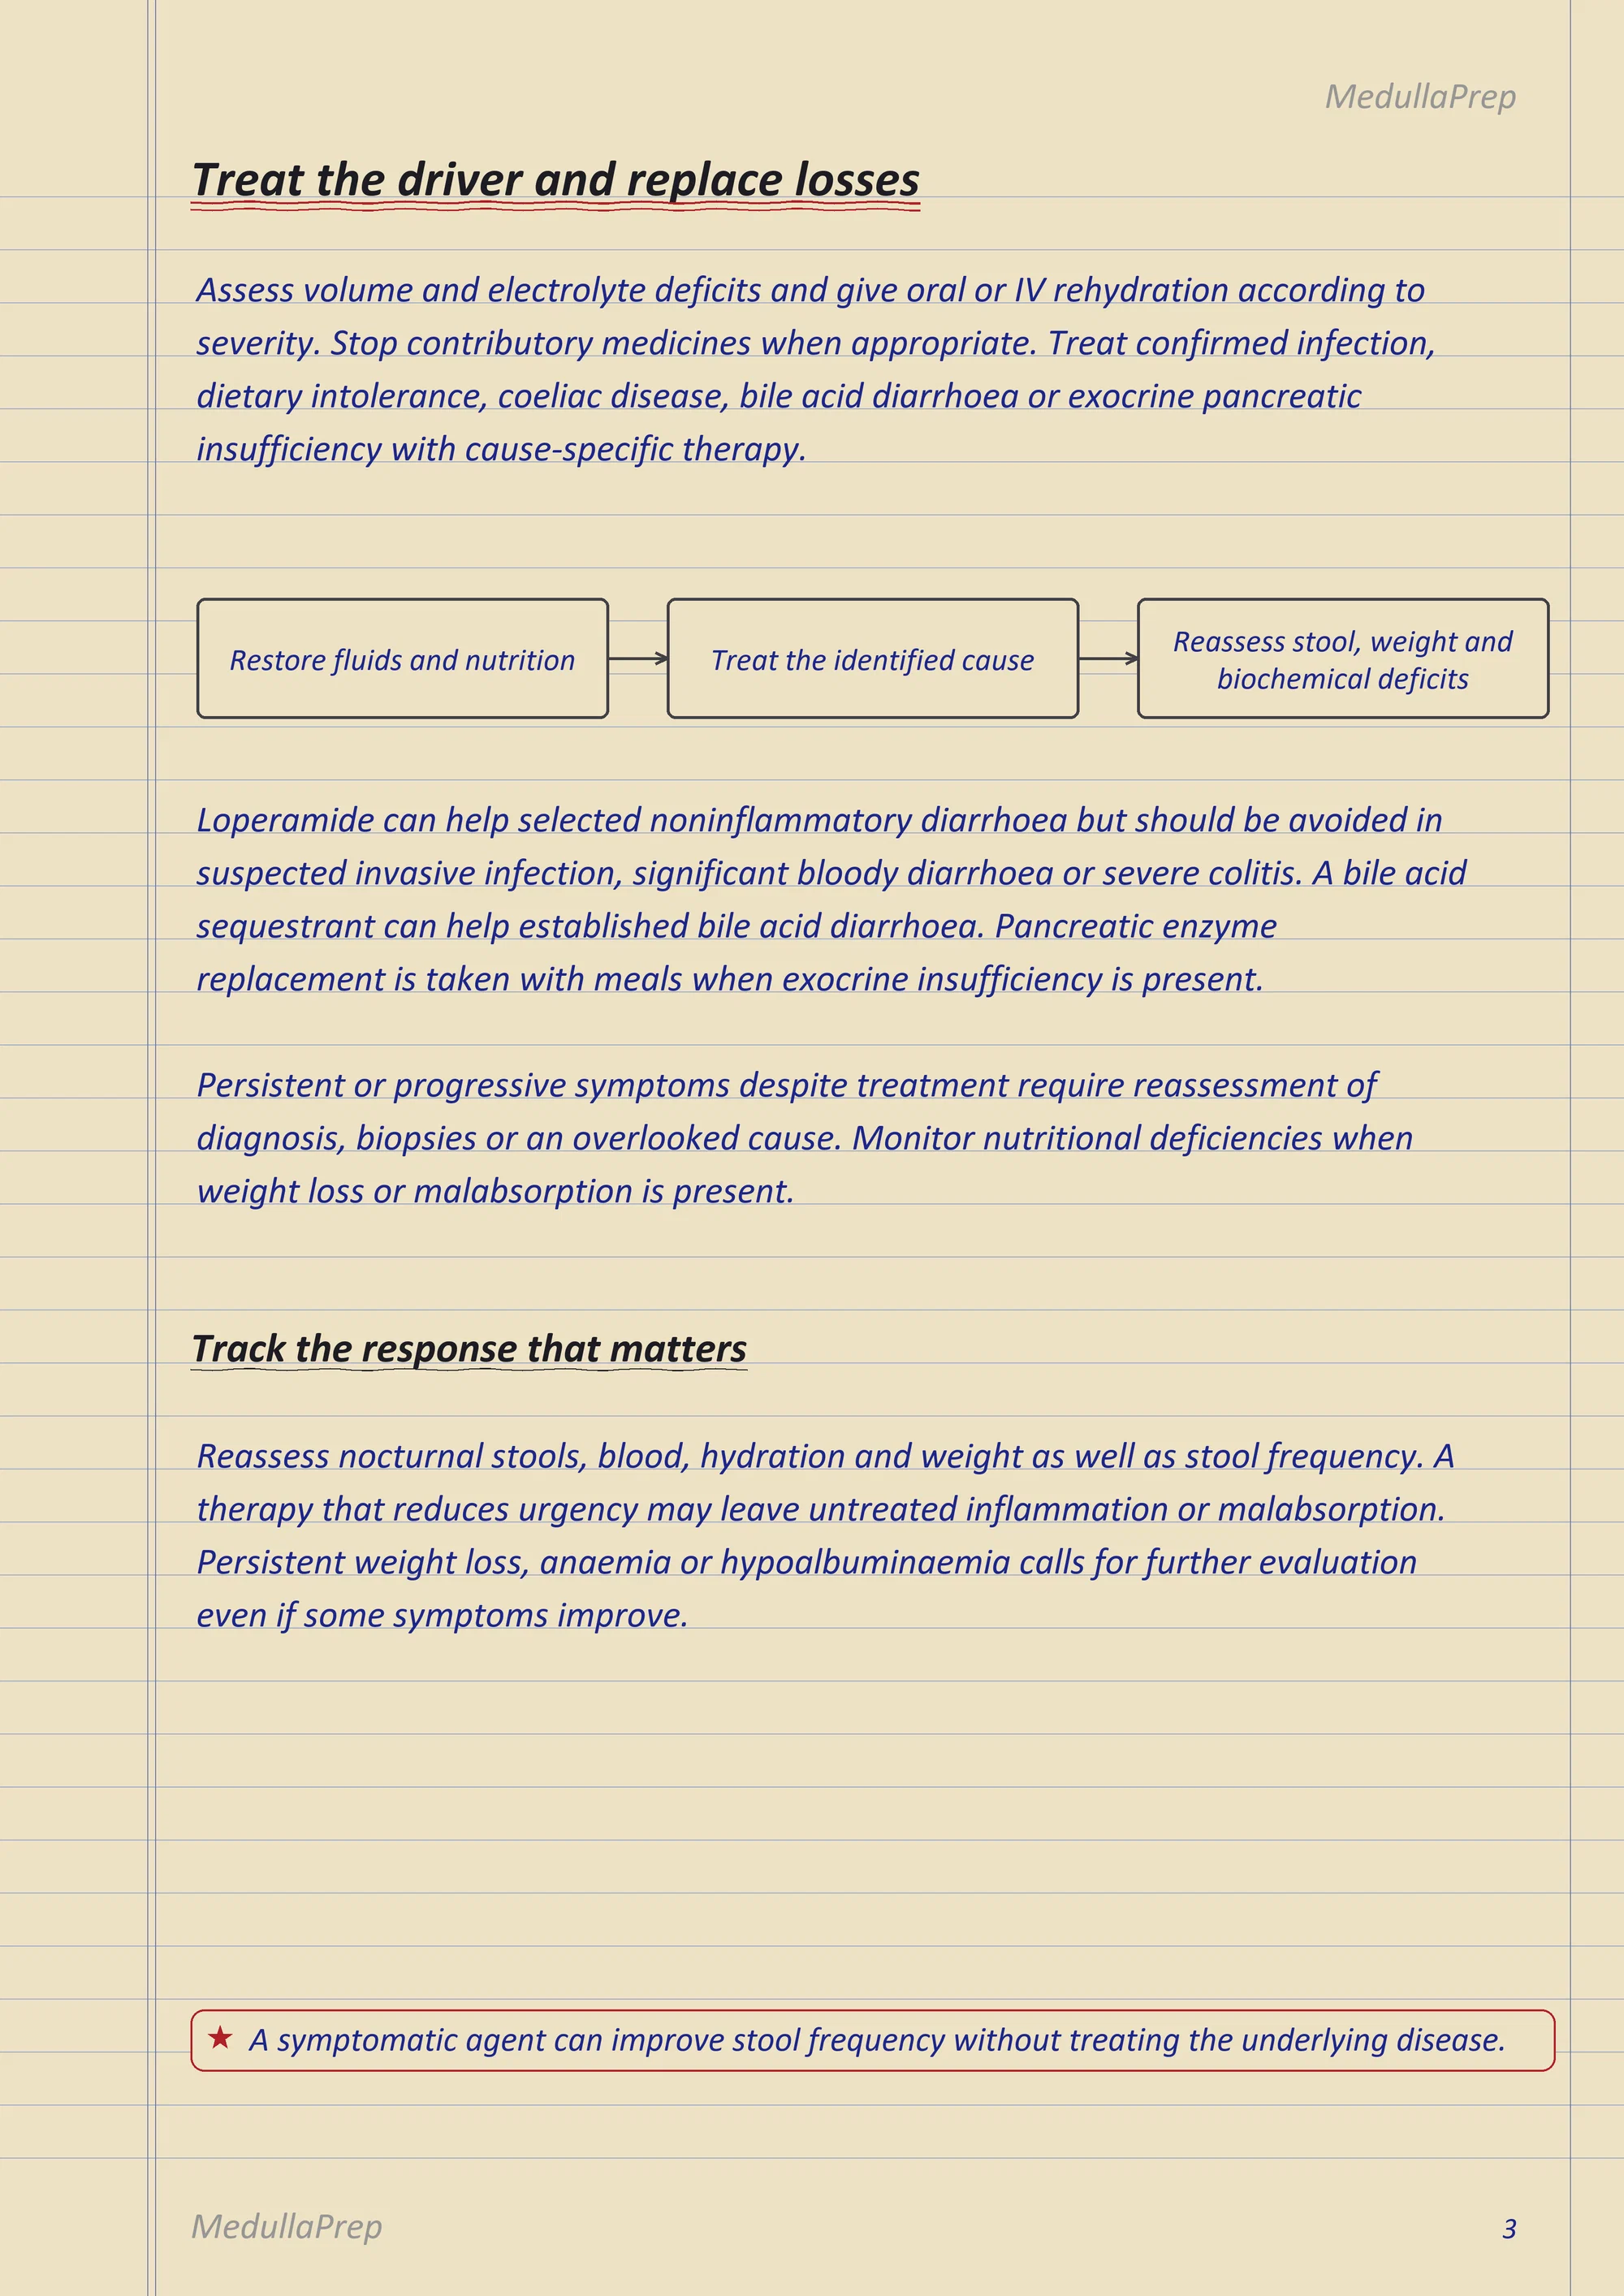 MedullaPrep
Treat the driver and replace losses
Assess volume and electrolyte deficits and give oral or IV rehydration according to
severity. Stop contributory medicines when appropriate. Treat confirmed infection,
dietary intolerance, coeliac disease, bile acid diarrhoea or exocrine pancreatic
insufficiency with cause-specific therapy.
Restore fluids and nutrition
Treat the identified cause
Reassess stool, weight and
biochemical deficits
Loperamide can help selected noninflammatory diarrhoea but should be avoided in
suspected invasive infection, significant bloody diarrhoea or severe colitis. A bile acid
sequestrant can help established bile acid diarrhoea. Pancreatic enzyme
replacement is taken with meals when exocrine insufficiency is present.
Persistent or progressive symptoms despite treatment require reassessment of
diagnosis, biopsies or an overlooked cause. Monitor nutritional deficiencies when
weight loss or malabsorption is present.
Track the response that matters
Reassess nocturnal stools, blood, hydration and weight as well as stool frequency. A
therapy that reduces urgency may leave untreated inflammation or malabsorption.
Persistent weight loss, anaemia or hypoalbuminaemia calls for further evaluation
even if some symptoms improve.
★ A symptomatic agent can improve stool frequency without treating the underlying disease.
MedullaPrep
3